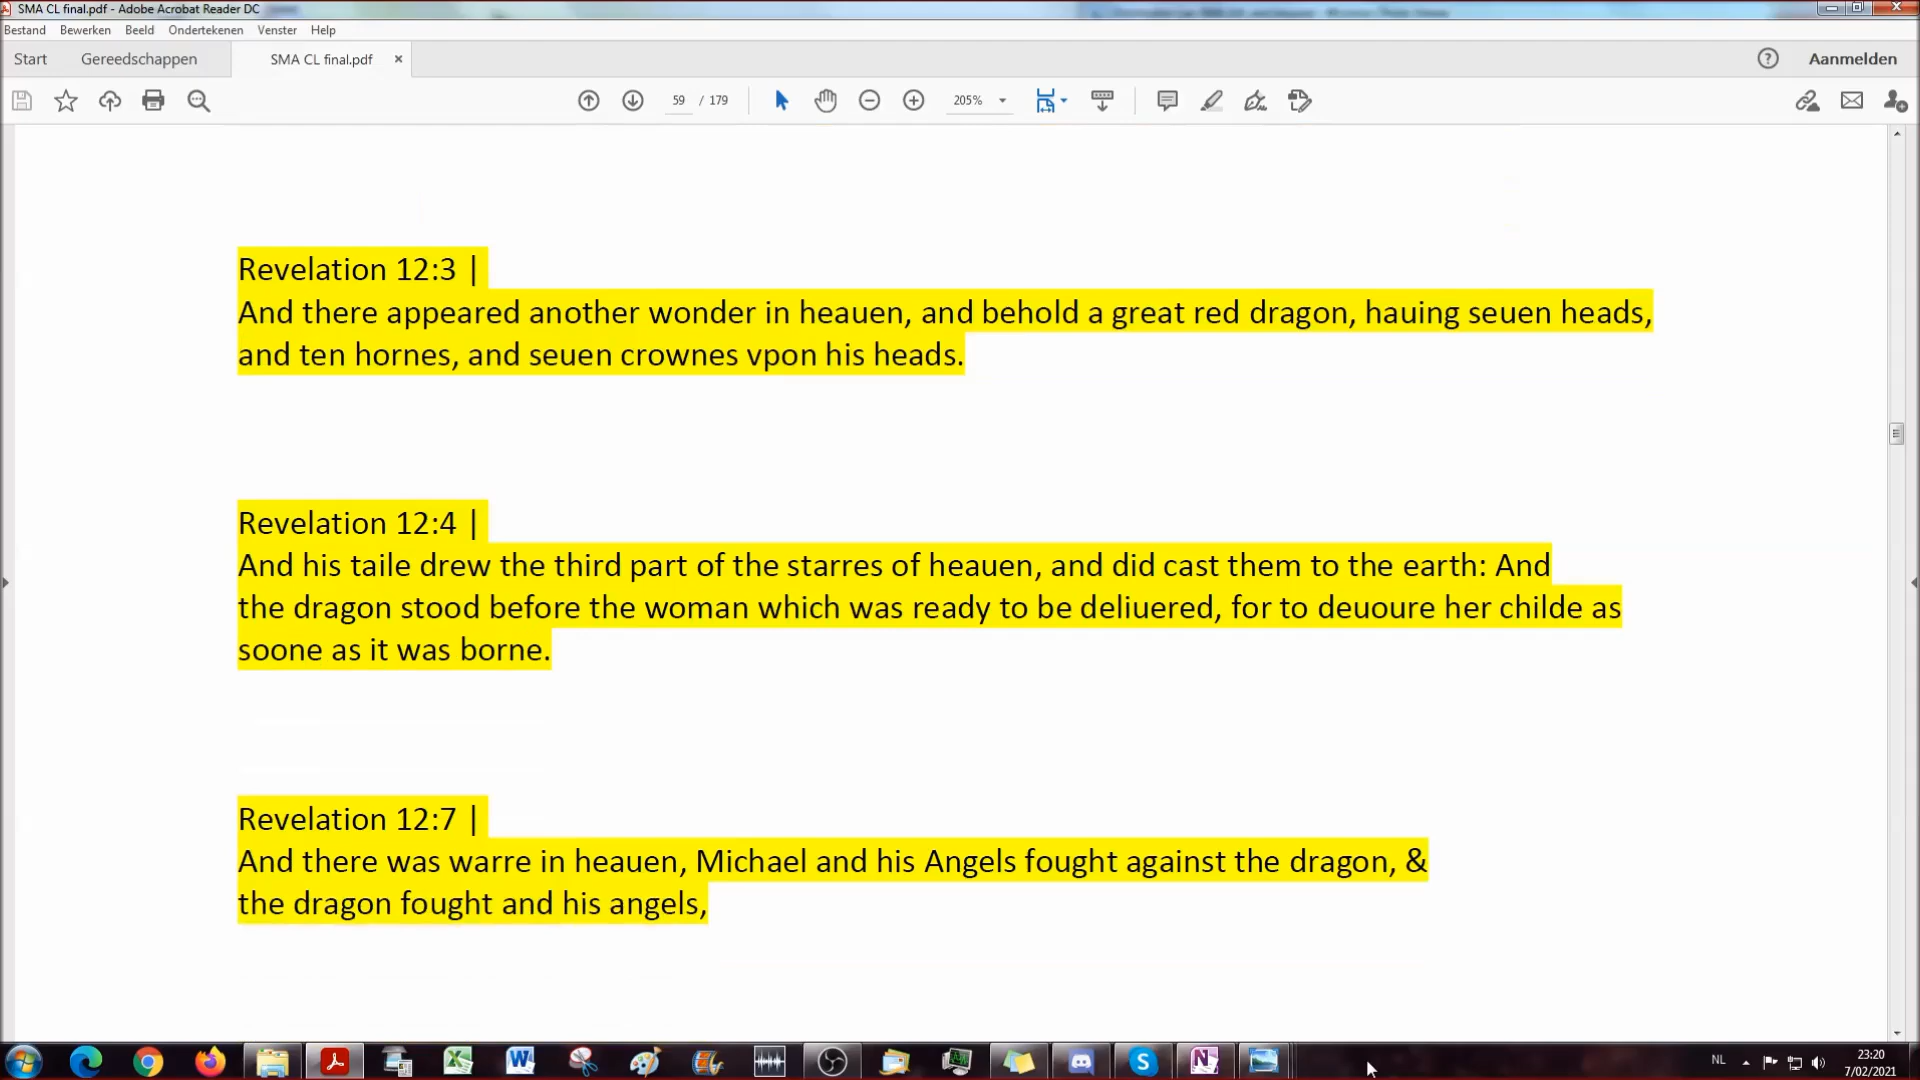 SMA CL final.pdf - Adobe Acrobat Reader DC
Bestand Bewerken Beeld Ondertekenen Venster Help
Start Gereedschappen SMA CL final.pdf × Aanmelden
59 / 179 205%
Revelation 12:3 |
And there appeared another wonder in heauen, and behold a great red dragon, hauing seuen heads,
and ten hornes, and seuen crownes vpon his heads.
Revelation 12:4 |
And his taile drew the third part of the starres of heauen, and did cast them to the earth: And
the dragon stood before the woman which was ready to be deliuered, for to deuoure her childe as
soone as it was borne.
Revelation 12:7 |
And there was warre in heauen, Michael and his Angels fought against the dragon, &
the dragon fought and his angels,
NL 23:20
7/02/2021